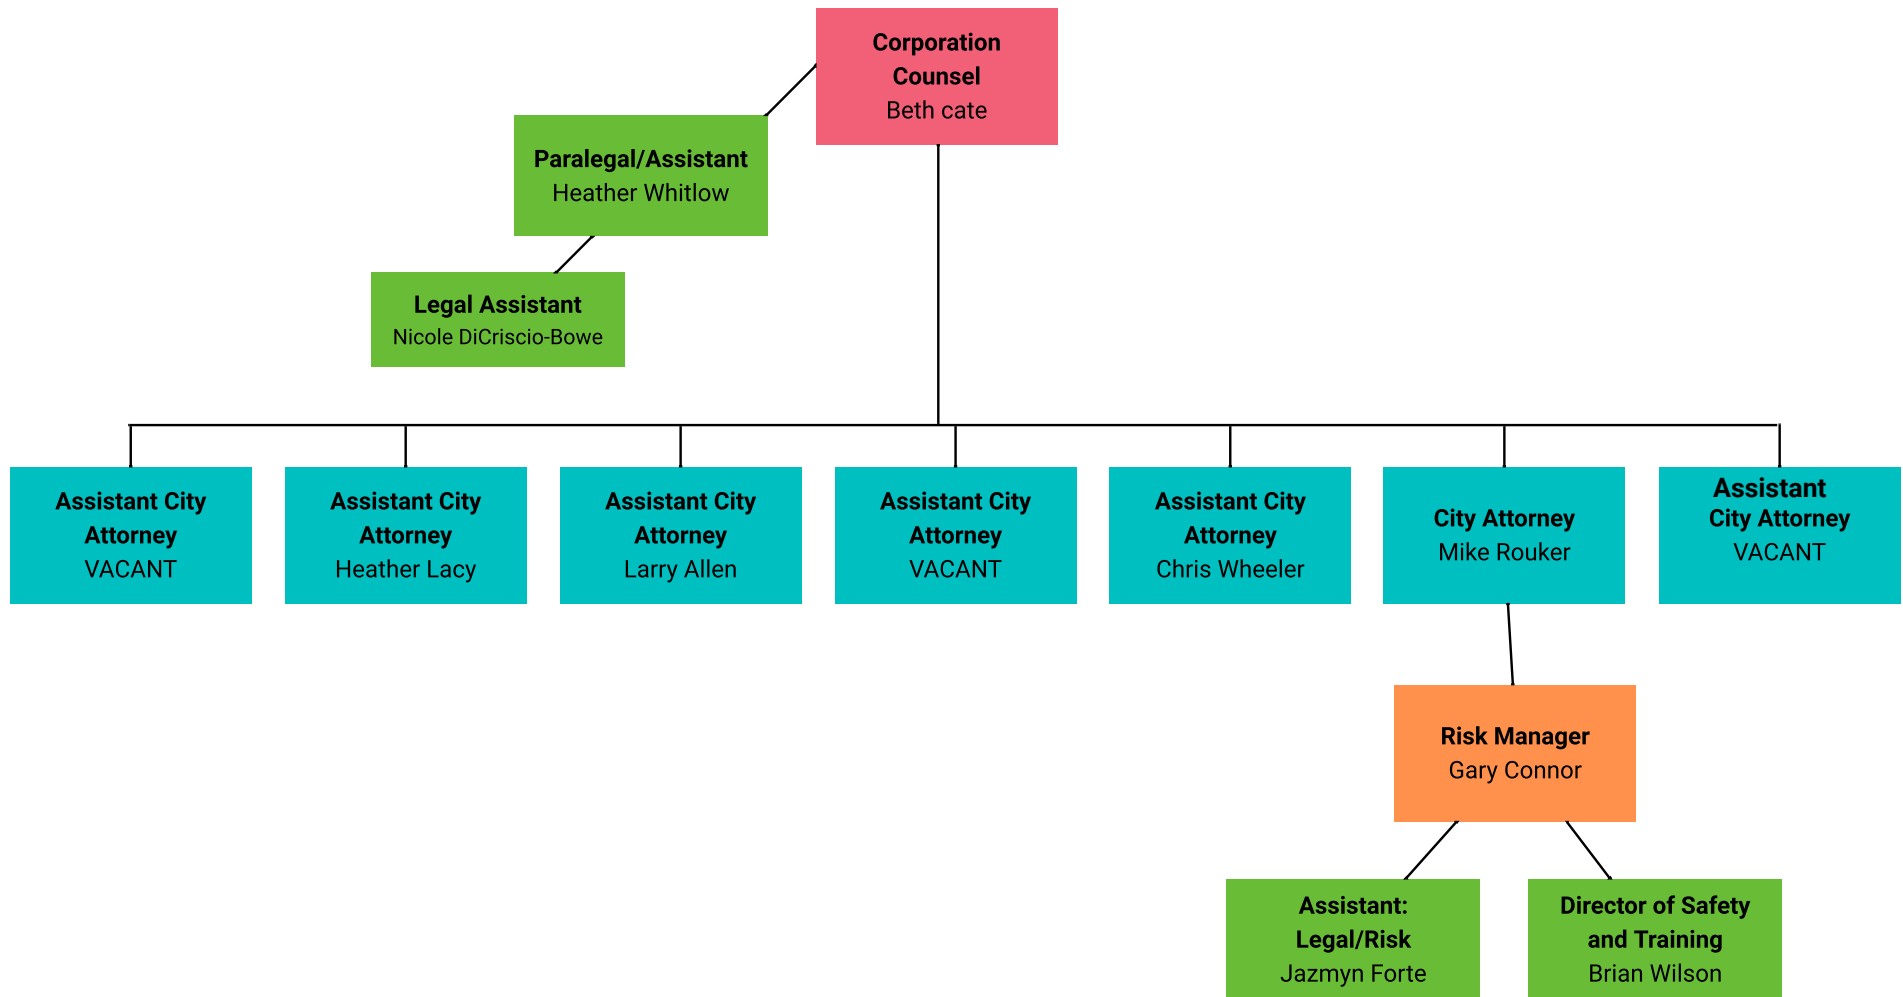 Corporation
Counsel
Beth cate
Paralegal/Assistant
Heather Whitlow
Legal Assistant
Nicole DiCriscio-Bowe
Assistant City
Attorney
VACANT
Assistant City
Attorney
Heather Lacy
Assistant City
Attorney
Larry Allen
Assistant City
Attorney
VACANT
Assistant City
Attorney
Chris Wheeler
City Attorney
Mike Rouker
Assistant
City Attorney
VACANT
Risk Manager
Gary Connor
Assistant:
Legal/Risk
Jazmyn Forte
Director of Safety
and Training
Brian Wilson